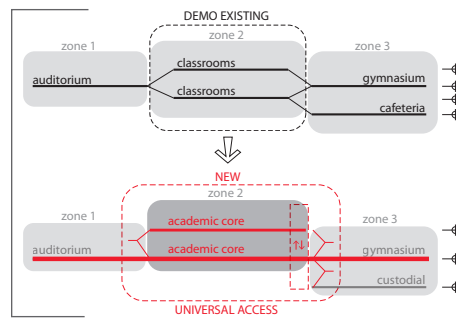 DEMO EXISTING
zone 1
zone 2
zone 3
classrooms
auditorium
gymnasium
classrooms
cafeteria
NEW
zone 2
zone 1
academic core
zone 3
auditorium
academic core
gymnasium
custodial
UNIVERSAL ACCESS